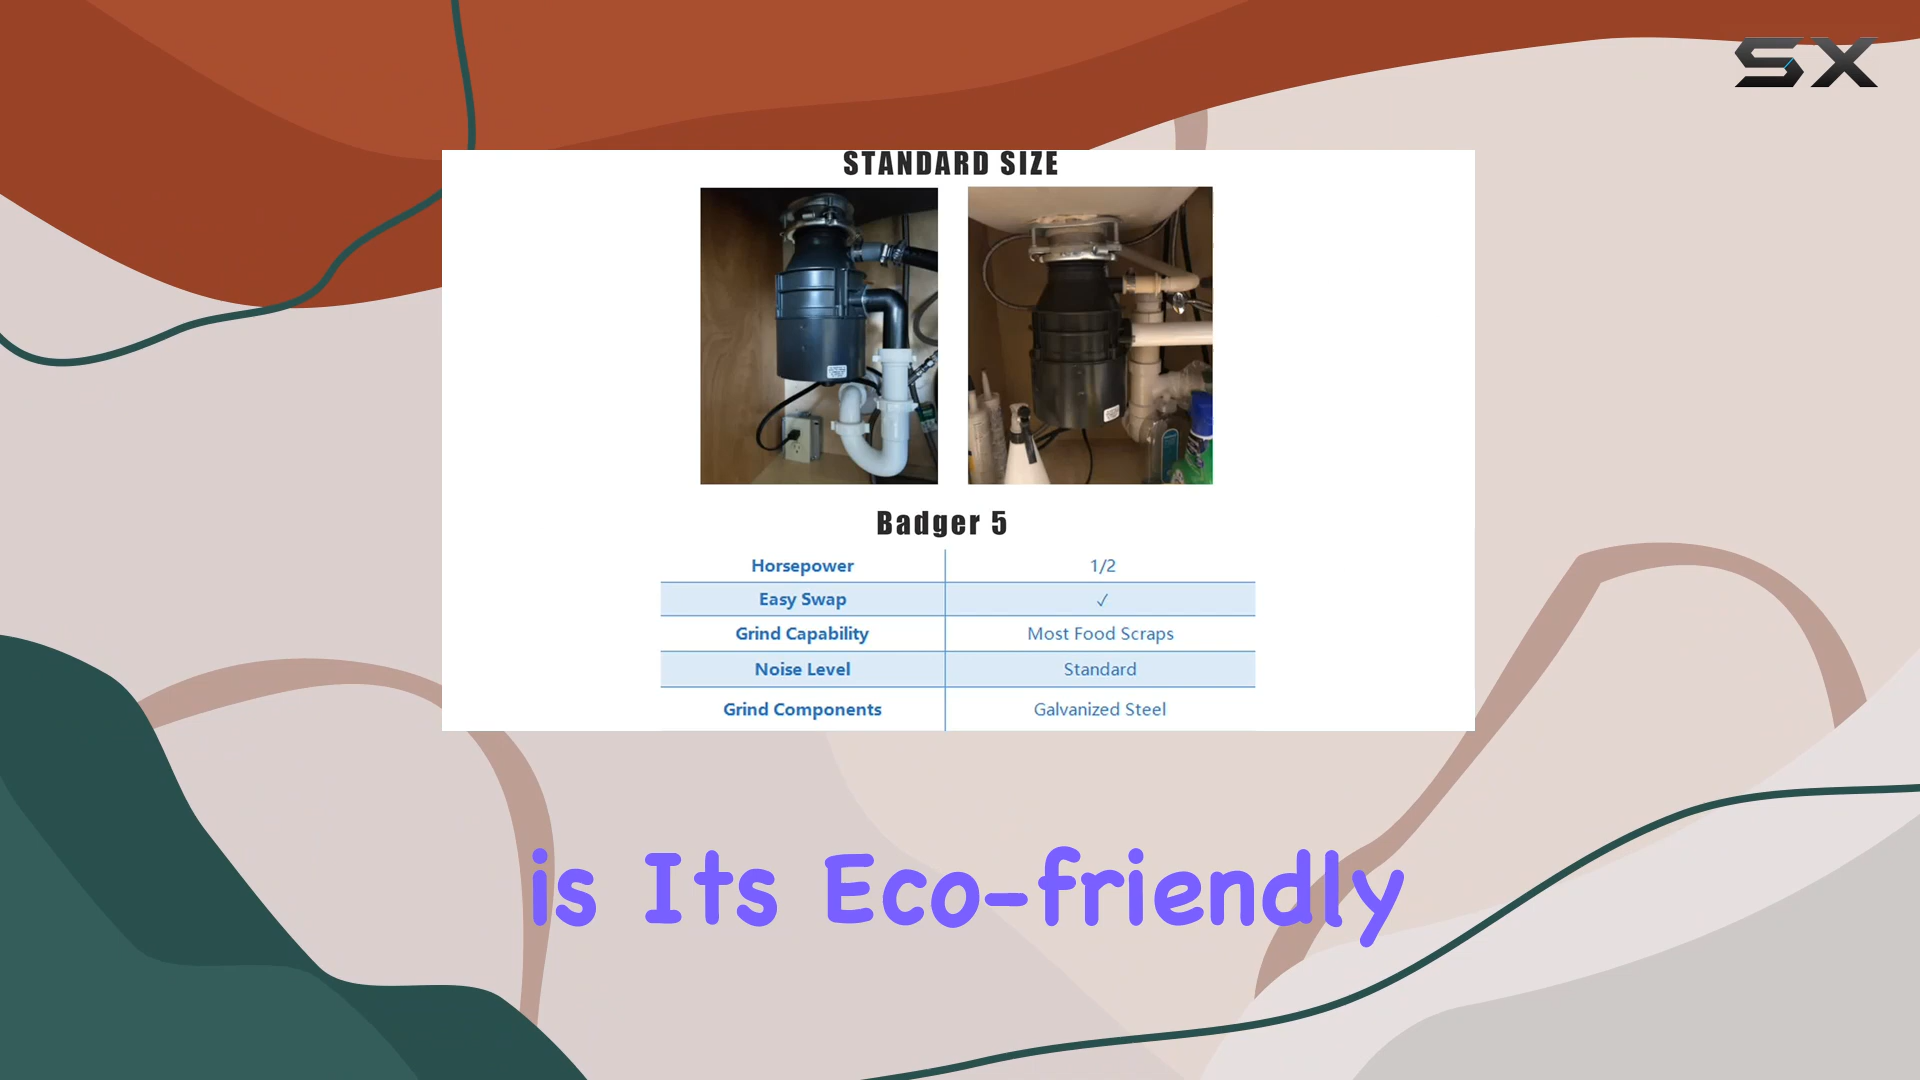 SX
STANDARD SIZE
Badger 5
Horsepower 1/2
Easy Swap ✓
Grind Capability Most Food Scraps
Noise Level Standard
Grind Components Galvanized Steel
is Its Eco-friendly